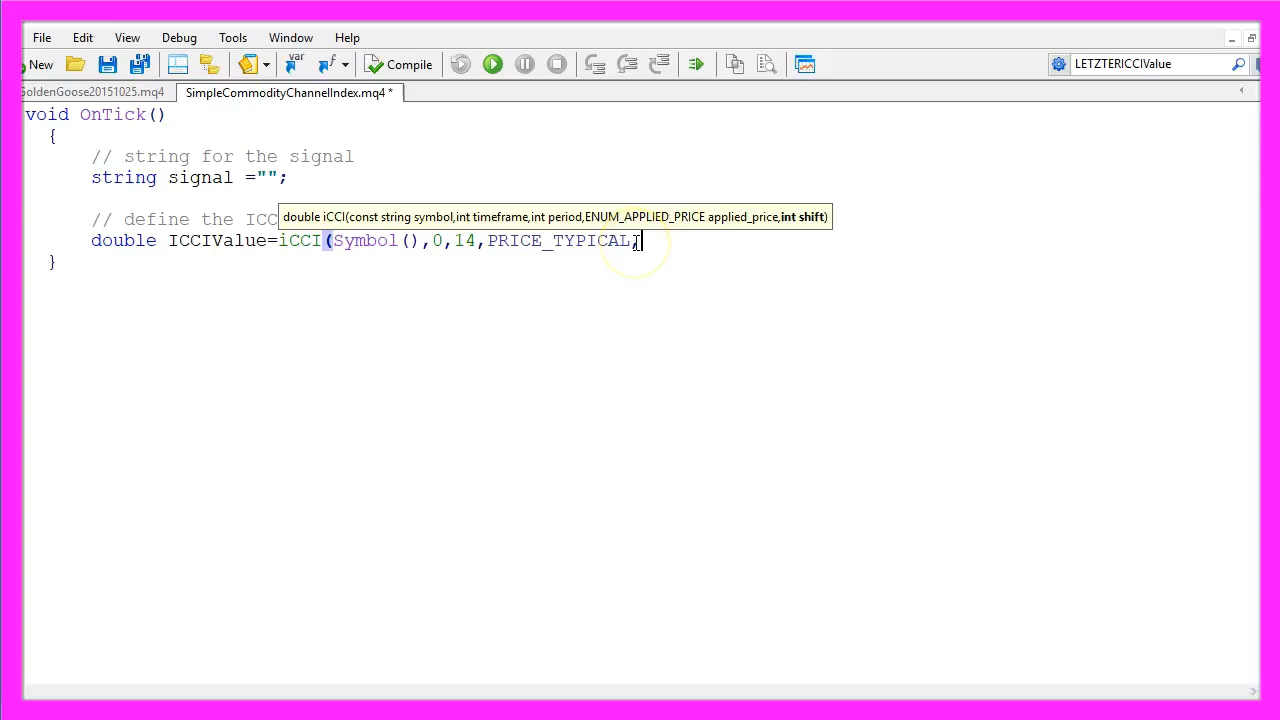 File Edit View Debug Tools Window Help
New Compile LETZTERICCIValue
GoldenGoose20151025.mq4 SimpleCommodityChannelIndex.mq4 *
void OnTick()
{
// string for the signal
string signal ="";
// define the ICC
double iCCI(const string symbol,int timeframe,int period,ENUM_APPLIED_PRICE applied_price,int shift)
double ICCIValue=iCCI(Symbol(),0,14,PRICE_TYPICAL,
}